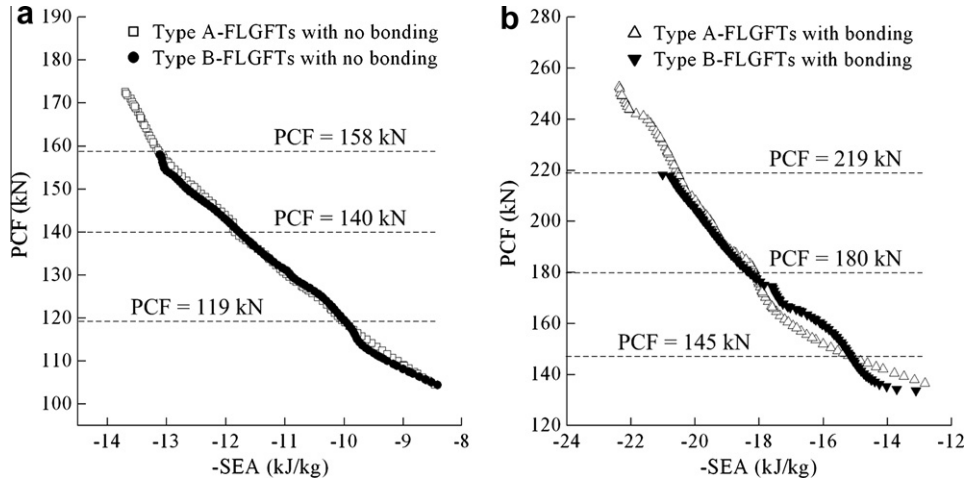 a
190
180
170
160
150
140
130
120
110
100
PCF (kN)
Type A-FLGFTs with no bonding
Type B-FLGFTs with no bonding
PCF = 158 kN
PCF = 140 kN
PCF = 119 kN
-14 -13 -12 -11 -10 -9 -8
-SEA (kJ/kg)
b
280
260
240
220
200
180
160
140
120
PCF (kN)
Type A-FLGFTs with bonding
Type B-FLGFTs with bonding
PCF = 219 kN
PCF = 180 kN
PCF = 145 kN
-24 -22 -20 -18 -16 -14 -12
-SEA (kJ/kg)